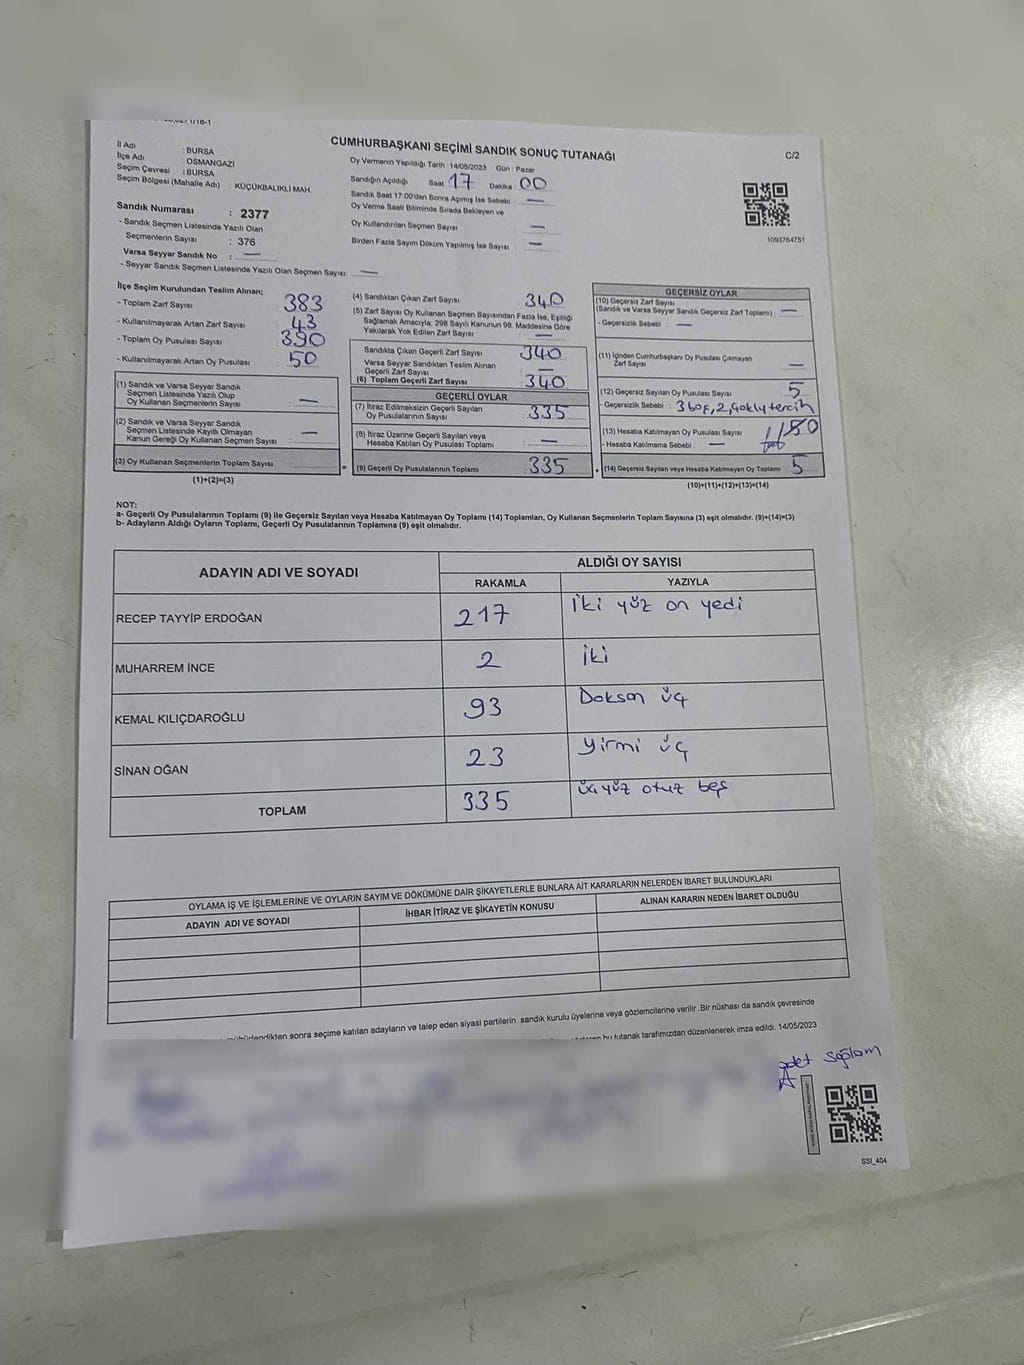 CUMHURBAŞKANI SEÇİMİ SANDIK SONUÇ TUTANAĞI
C/2
İl Adı : BURSA
İlçe Adı : OSMANGAZİ
Seçim Çevresi : BURSA
Seçim Bölgesi (Mahalle Adı) : KÜÇÜKBALIKLI MAH.
Oy Vermenin Yapıldığı Tarih : 14/05/2023 Gün : Pazar
Sandığın Açıldığı Saat 17 Dakika : 00
Sandık Saat 17:00'den Sonra Açımış İse Sebebi : —
Oy Verme Saati Bitiminde Sırada Bekleyen ve
Oy Kullandırılan Seçmen Sayısı —
Birden Fazla Sayım Döküm Yapılmış İse Sayısı : —
1093764751
Sandık Numarası : 2377
- Sandık Seçmen Listesinde Yazılı Olan
Seçmenlerin Sayısı : 376
Varsa Seyyar Sandık No : —
- Seyyar Sandık Listesinde Yazılı Olan Seçmen Sayısı: —
İlçe Seçim Kurulundan Teslim Alınan;
- Toplam Zarf Sayısı : 383
- Kullanılmayarak Artan Zarf Sayısı : 43
- Toplam Oy Pusulası Sayısı : 390
- Kullanılmayarak Artan Oy Pusulası : 50
(1) Sandık ve Varsa Seyyar Sandık
Seçmen Listesinde Yazılı Olup
Oy Kullanan Seçmenlerin Sayısı : —
(2) Sandık ve Varsa Seyyar Sandık
Seçmen Listesinde Kayıtlı Olmayan
Kanun Gereği Oy Kullanan Seçmen Sayısı : —
(3) Oy Kullanan Seçmenlerin Toplam Sayısı :
(1)+(2)=(3)
(4) Sandıktan Çıkan Zarf Sayısı : 340
(5) Zarf Sayısı Oy Kullanan Seçmen Sayısından Fazla İse, Eşitliği
Sağlamak Amacıyla; 298 Sayılı Kanunun 98. Maddesine Göre
Yakılarak Yok Edilen Zarf Sayısı : —
Sandıkta Çıkan Geçerli Zarf Sayısı : 340
Varsa Seyyar Sandıktan Teslim Alınan
Geçerli Zarf Sayısı : —
(6) Toplam Geçerli Zarf Sayısı : 340
GEÇERLİ OYLAR
(7) İtiraz Edilmeksizin Geçerli Sayılan
Oy Pusulalarının Sayısı : 335
(8) İtiraz Üzerine Geçerli Sayılan veya
Hesaba Katılan Oy Pusulası Toplamı : —
= (9) Geçerli Oy Pusulalarının Toplamı : 335
GEÇERSİZ OYLAR
(10) Geçersiz Zarf Sayısı
(Sandık ve Varsa Seyyar Sandık Geçersiz Zarf Toplamı) : —
- Geçersizlik Sebebi : —
(11) İçinden Cumhurbaşkanı Oy Pusulası Çıkmayan
Zarf Sayısı : —
(12) Geçersiz Sayılan Oy Pusulası Sayısı : 5
- Geçersizlik Sebebi : 3 boş, 2 çoklu tercih
(13) Hesaba Katılmayan Oy Pusulası Sayısı : 50
- Hesaba Katılmama Sebebi : —
+ (14) Geçersiz Sayılan veya Hesaba Katılmayan Oy Toplamı : 5
(10)+(11)+(12)+(13)=(14)
NOT:
a- Geçerli Oy Pusulalarının Toplamı (9) ile Geçersiz Sayılan veya Hesaba Katılmayan Oy Toplamı (14) Toplamları, Oy Kullanan Seçmenlerin Toplam Sayısına (3) eşit olmalıdır. (9)+(14)=(3)
b- Adayların Aldığı Oyların Toplamı, Geçerli Oy Pusulalarının Toplamına (9) eşit olmalıdır.
ADAYIN ADI VE SOYADI
ALDIĞI OY SAYISI
RAKAMLA YAZIYLA
RECEP TAYYİP ERDOĞAN 217 İki yüz on yedi
MUHARREM İNCE 2 İki
KEMAL KILIÇDAROĞLU 93 Doksan üç
SİNAN OĞAN 23 Yirmi üç
TOPLAM 335 üçyüz otuz beş
OYLAMA İŞ VE İŞLEMLERİNE VE OYLARIN SAYIM VE DÖKÜMÜNE DAİR ŞİKAYETLERLE BUNLARA AİT KARARLARIN NELERDEN İBARET BULUNDUKLARI
ADAYIN ADI VE SOYADI İHBAR İTİRAZ VE ŞİKAYETİN KONUSU ALINAN KARARIN NEDEN İBARET OLDUĞU
sonra seçime katılan adayların ve talep eden siyasi partilerin sandık kurulu üyelerine veya gözlemcilerine verilir .Bir nüshası da sandık çevresinde
bu tutanak tarafımızdan düzenlenerek imza edildi. 14/05/2023
adet sağlam
SSI_404